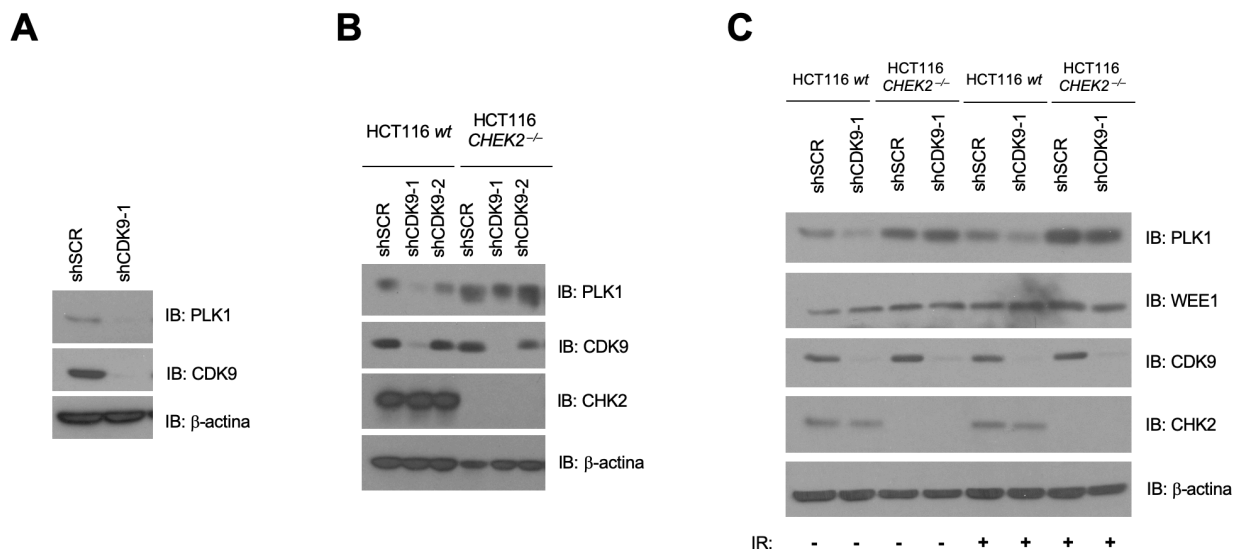 A
shSCR
shCDK9-1
IB: PLK1
IB: CDK9
IB: β-actina
B
HCT116 wt
HCT116
CHEK2–/–
shSCR
shCDK9-1
shCDK9-2
shSCR
shCDK9-1
shCDK9-2
IB: PLK1
IB: CDK9
IB: CHK2
IB: β-actina
C
HCT116 wt
HCT116
CHEK2–/–
HCT116 wt
HCT116
CHEK2–/–
shSCR
shCDK9-1
shSCR
shCDK9-1
shSCR
shCDK9-1
shSCR
shCDK9-1
IB: PLK1
IB: WEE1
IB: CDK9
IB: CHK2
IB: β-actina
IR: - - - - + + + +